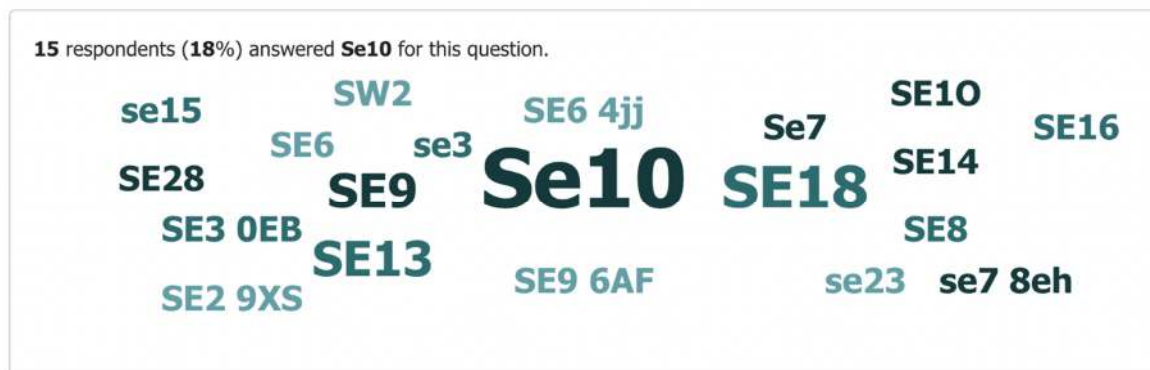 15 respondents (18%) answered Se10 for this question.
SW2 SE1O
se15 SE6 4jj Se7 SE16
SE6 se3 SE14
SE28 SE9 Se10 SE18
SE3 0EB SE13 SE8
SE2 9XS SE9 6AF se23 se7 8eh